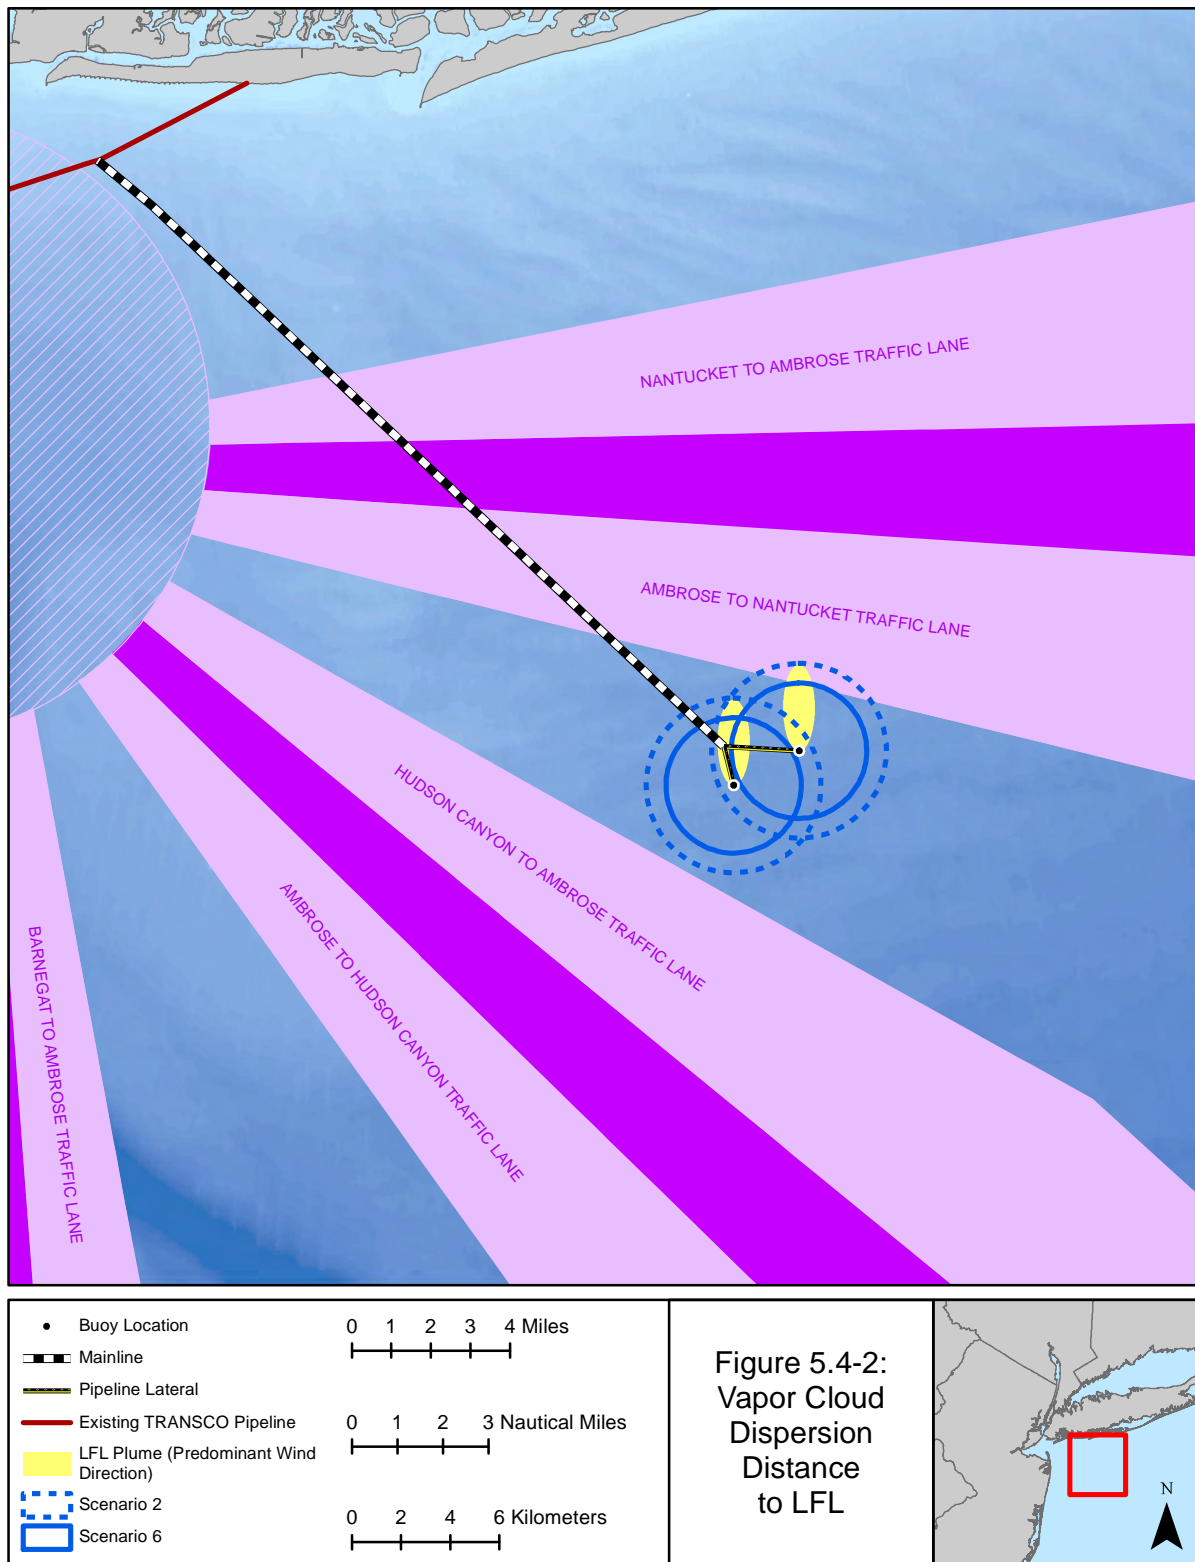 NANTUCKET TO AMBROSE TRAFFIC LANE
AMBROSE TO NANTUCKET TRAFFIC LANE
HUDSON CANYON TO AMBROSE TRAFFIC LANE
AMBROSE TO HUDSON CANYON TRAFFIC LANE
BARNEGAT TO AMBROSE TRAFFIC LANE
Buoy Location
Mainline
Pipeline Lateral
Existing TRANSCO Pipeline
LFL Plume (Predominant Wind
Direction)
Scenario 2
Scenario 6
0 1 2 3 4 Miles
0 1 2 3 Nautical Miles
0 2 4 6 Kilometers
Figure 5.4-2:
Vapor Cloud
Dispersion
Distance
to LFL
N